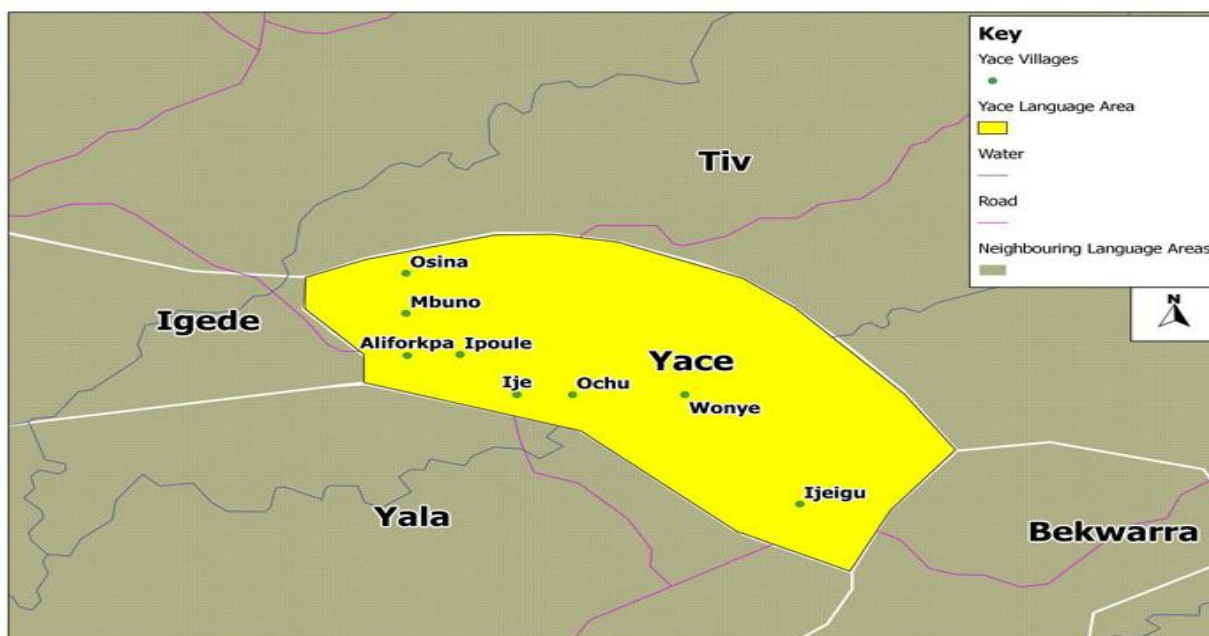 Key
Yace Villages
Yace Language Area
Water
Road
Neighbouring Language Areas
N
Tiv
Osina
Mbuno
Igede
Aliforkpa
Ipoule
Yace
Ije
Ochu
Wonye
Ijeigu
Yala
Bekwarra